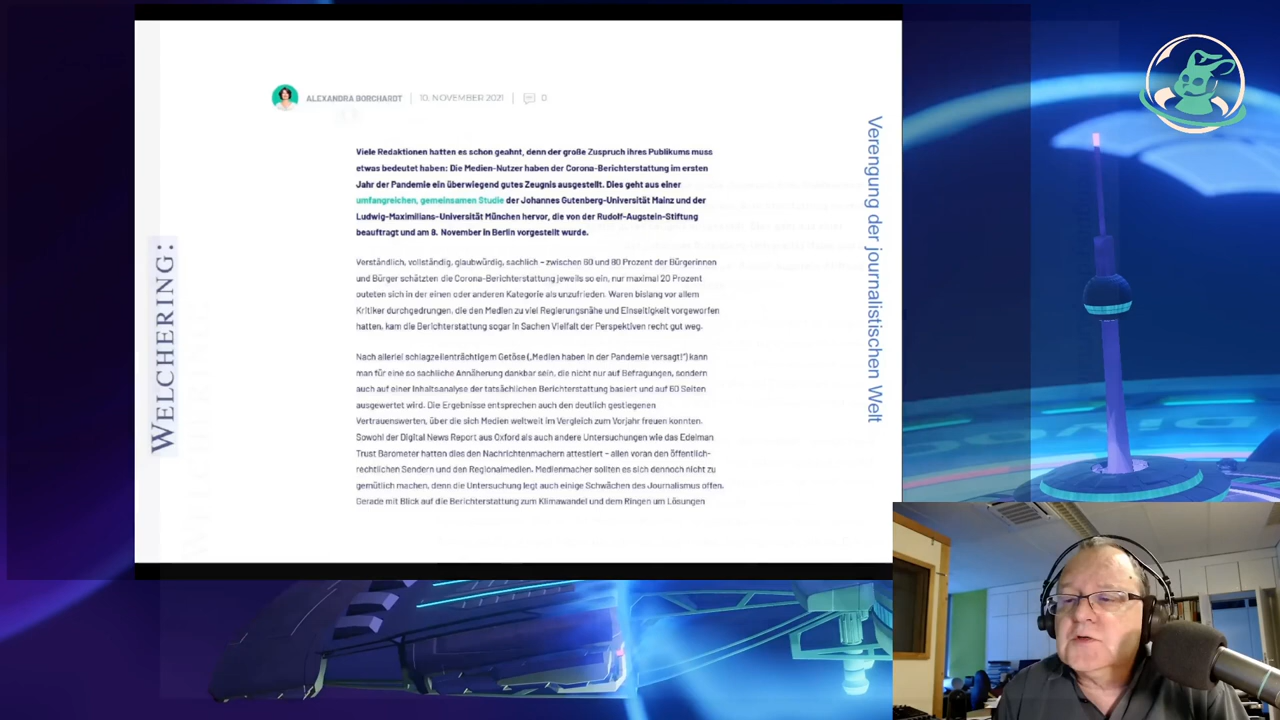 ALEXANDRA BORCHARDT | 10. NOVEMBER 2021 | 0
Viele Redaktionen hatten es schon geahnt, denn der große Zuspruch ihres Publikums muss
etwas bedeutet haben: Die Medien-Nutzer haben der Corona-Berichterstattung im ersten
Jahr der Pandemie ein überwiegend gutes Zeugnis ausgestellt. Dies geht aus einer
umfangreichen, gemeinsamen Studie der Johannes Gutenberg-Universität Mainz und der
Ludwig-Maximilians-Universität München hervor, die von der Rudolf-Augstein-Stiftung
beauftragt und am 8. November in Berlin vorgestellt wurde.
Verständlich, vollständig, glaubwürdig, sachlich – zwischen 60 und 80 Prozent der Bürgerinnen
und Bürger schätzten die Corona-Berichterstattung jeweils so ein, nur maximal 20 Prozent
outeten sich in der einen oder anderen Kategorie als unzufrieden. Waren bislang vor allem
Kritiker durchgedrungen, die den Medien zu viel Regierungsnähe und Einseitigkeit vorgeworfen
hatten, kam die Berichterstattung sogar in Sachen Vielfalt der Perspektiven recht gut weg.
Nach allerlei schlagzeilenträchtigem Getöse („Medien haben in der Pandemie versagt!“) kann
man für eine so sachliche Annäherung dankbar sein, die nicht nur auf Befragungen, sondern
auch auf einer Inhaltsanalyse der tatsächlichen Berichterstattung basiert und auf 60 Seiten
ausgewertet wird. Die Ergebnisse entsprechen auch den deutlich gestiegenen
Vertrauenswerten, über die sich Medien weltweit im Vergleich zum Vorjahr freuen konnten.
Sowohl der Digital News Report aus Oxford als auch andere Untersuchungen wie das Edelman
Trust Barometer hatten dies den Nachrichtenmachern attestiert – allen voran den öffentlich-
rechtlichen Sendern und den Regionalmedien. Medienmacher sollten es sich dennoch nicht zu
gemütlich machen, denn die Untersuchung legt auch einige Schwächen des Journalismus offen.
Gerade mit Blick auf die Berichterstattung zum Klimawandel und dem Ringen um Lösungen
WELCHERING:
Verengung der journalistischen Welt